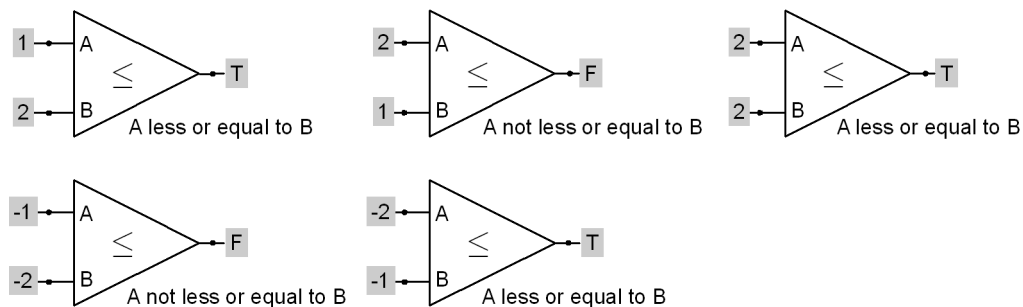 1 A ≤ T
2 B
A less or equal to B
2 A ≤ F
1 B
A not less or equal to B
2 A ≤ T
2 B
A less or equal to B
-1 A ≤ F
-2 B
A not less or equal to B
-2 A ≤ T
-1 B
A less or equal to B